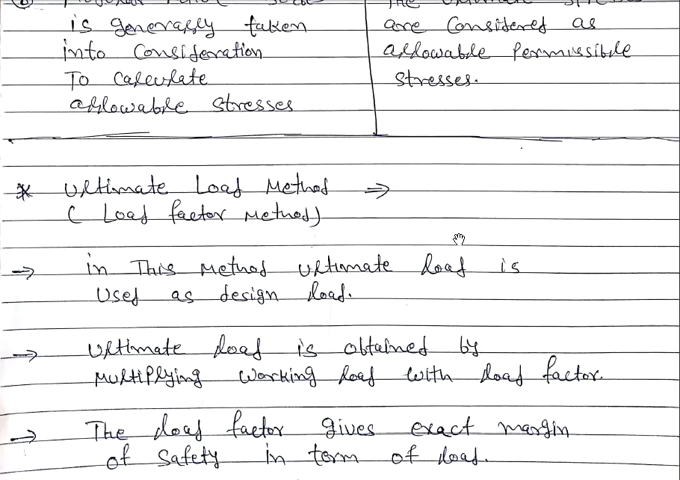 is generally taken
into consideration
To calculate
allowable stresses
are considered as
allowable permissible
stresses.
* Ultimate Load Method ⇒
( Load factor Method)
→ in This Method ultimate load is
used as design load.
→ Ultimate load is obtained by
multiplying working load with load factor.
→ The load factor gives exact margin
of safety in term of load.